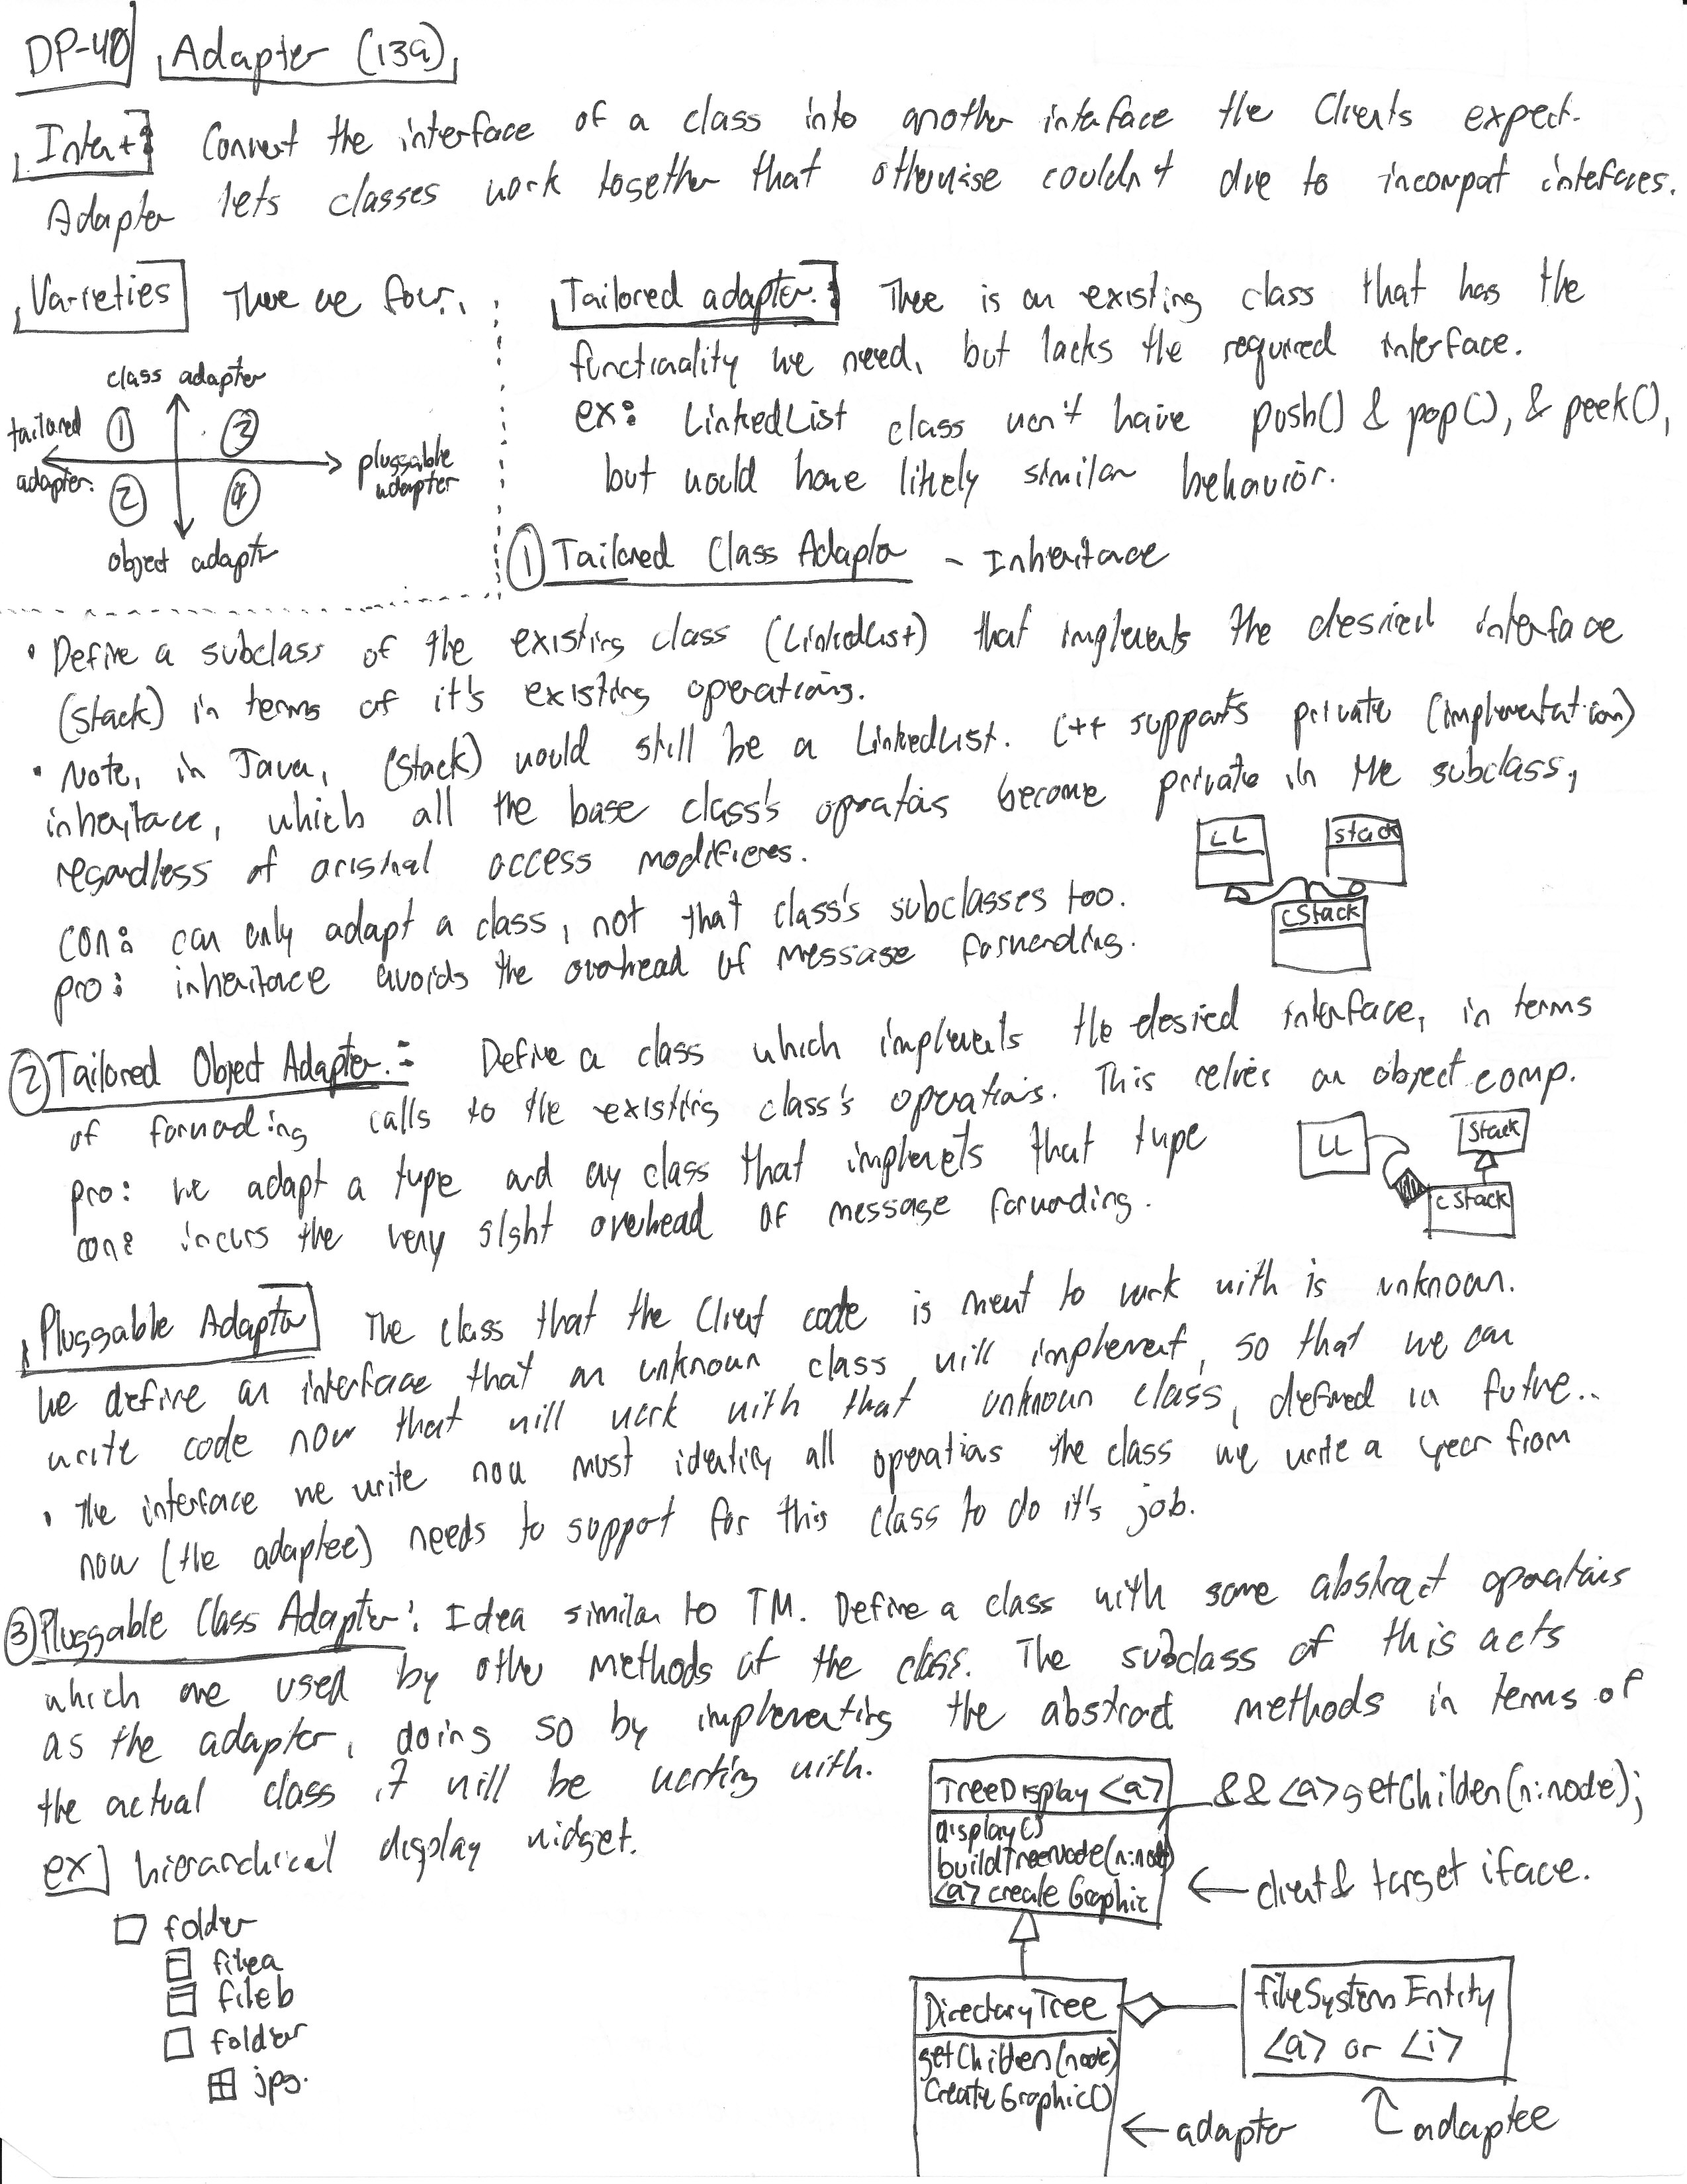 DP-40 Adapter (139)
Intent: Convert the interface of a class into another interface the Clients expect.
Adapter lets classes work together that otherwise couldn't due to incompat intefaces.
Varieties There are four.
class adapter
tailored
adapter.
① ③
② ④
pluggable
adapter
object adapter
Tailored adapter: There is an existing class that has the
functionality we need, but lacks the required interface.
ex: LinkedList class won't have push() & pop(), & peek(),
but would have likely similar behavior.
① Tailored Class Adapter - Inheritance
• Define a subclass of the existing class (LinkedList) that implements the desired interface
(stack) in terms of it's existing operations.
• Note, in Java, (stack) would still be a LinkedList. C++ supports private (implementation)
inheritance, which all the base class's operations become private in the subclass,
regardless of original access modifieres.
con: can only adapt a class, not that class's subclasses too.
pro: inheritance avoids the overhead of message forwarding.
LL
stack
cStack
② Tailored Object Adapter: Define a class which implements the desired interface, in terms
of forwarding calls to the existing class's operations. This relies on object comp.
pro: we adapt a type and any class that implements that type
con: incurs the very slght overhead of message forwarding.
LL
Stack
cStack
Pluggable Adapter The class that the Client code is ment to work with is unknown.
We define an interface that an unknown class will implement, so that we can
write code now that will work with that unknown class, defined in future..
• The interface we write now must identify all operations the class we write a year from
now (the adaptee) needs to support for this class to do it's job.
③ Pluggable Class Adapter: Idea similar to TM. Define a class with some abstract operations
which are used by other methods of the class. The subclass of this acts
as the adapter, doing so by implementing the abstract methods in terms of
the actual class it will be working with.
ex] hierarchical display widget.
folder
filea
fileb
folder
jpg.
TreeDisplay <a>
display()
buildTreeNode(n:node)
<a> create Graphic
&& <a> getChilden(n:node);
← client & target iface.
DirectoryTree
getChilden(node)
Create Graphic()
← adapter
fileSystem Entity
<a> or <i>
adaptee